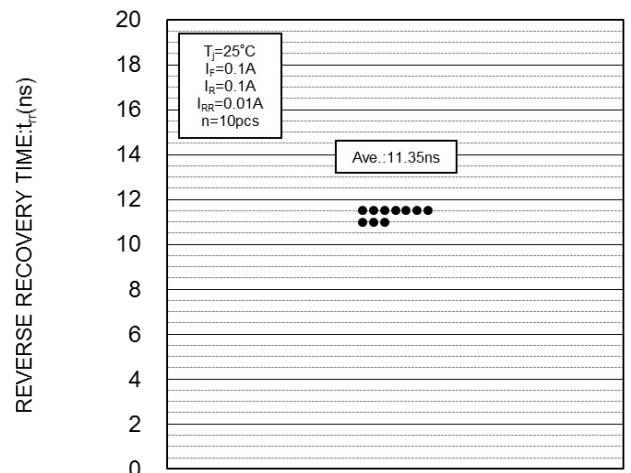 REVERSE RECOVERY TIME:trr(ns)
20
18
16
14
12
10
8
6
4
2
0
Tj=25°C
IF=0.1A
IR=0.1A
IRR=0.01A
n=10pcs
Ave.:11.35ns